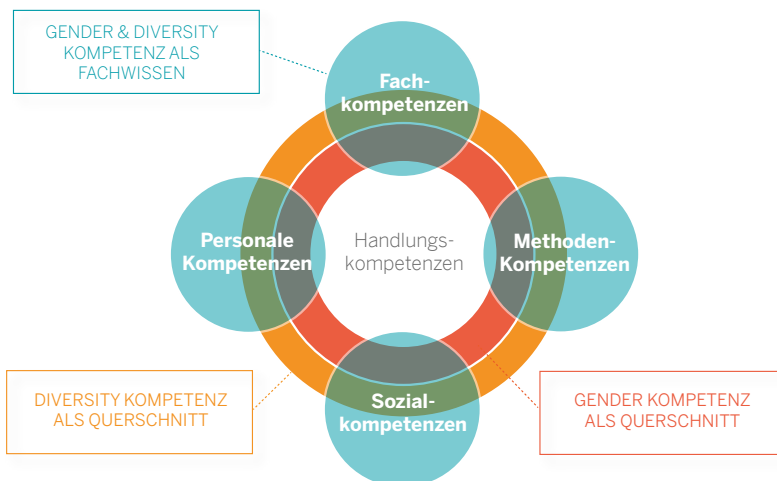 GENDER & DIVERSITY
KOMPETENZ ALS
FACHWISSEN
Fach-
kompetenzen
Personale
Kompetenzen
Handlungs-
kompetenzen
Methoden-
Kompetenzen
DIVERSITY KOMPETENZ
ALS QUERSCHNITT
Sozial-
kompetenzen
GENDER KOMPETENZ
ALS QUERSCHNITT